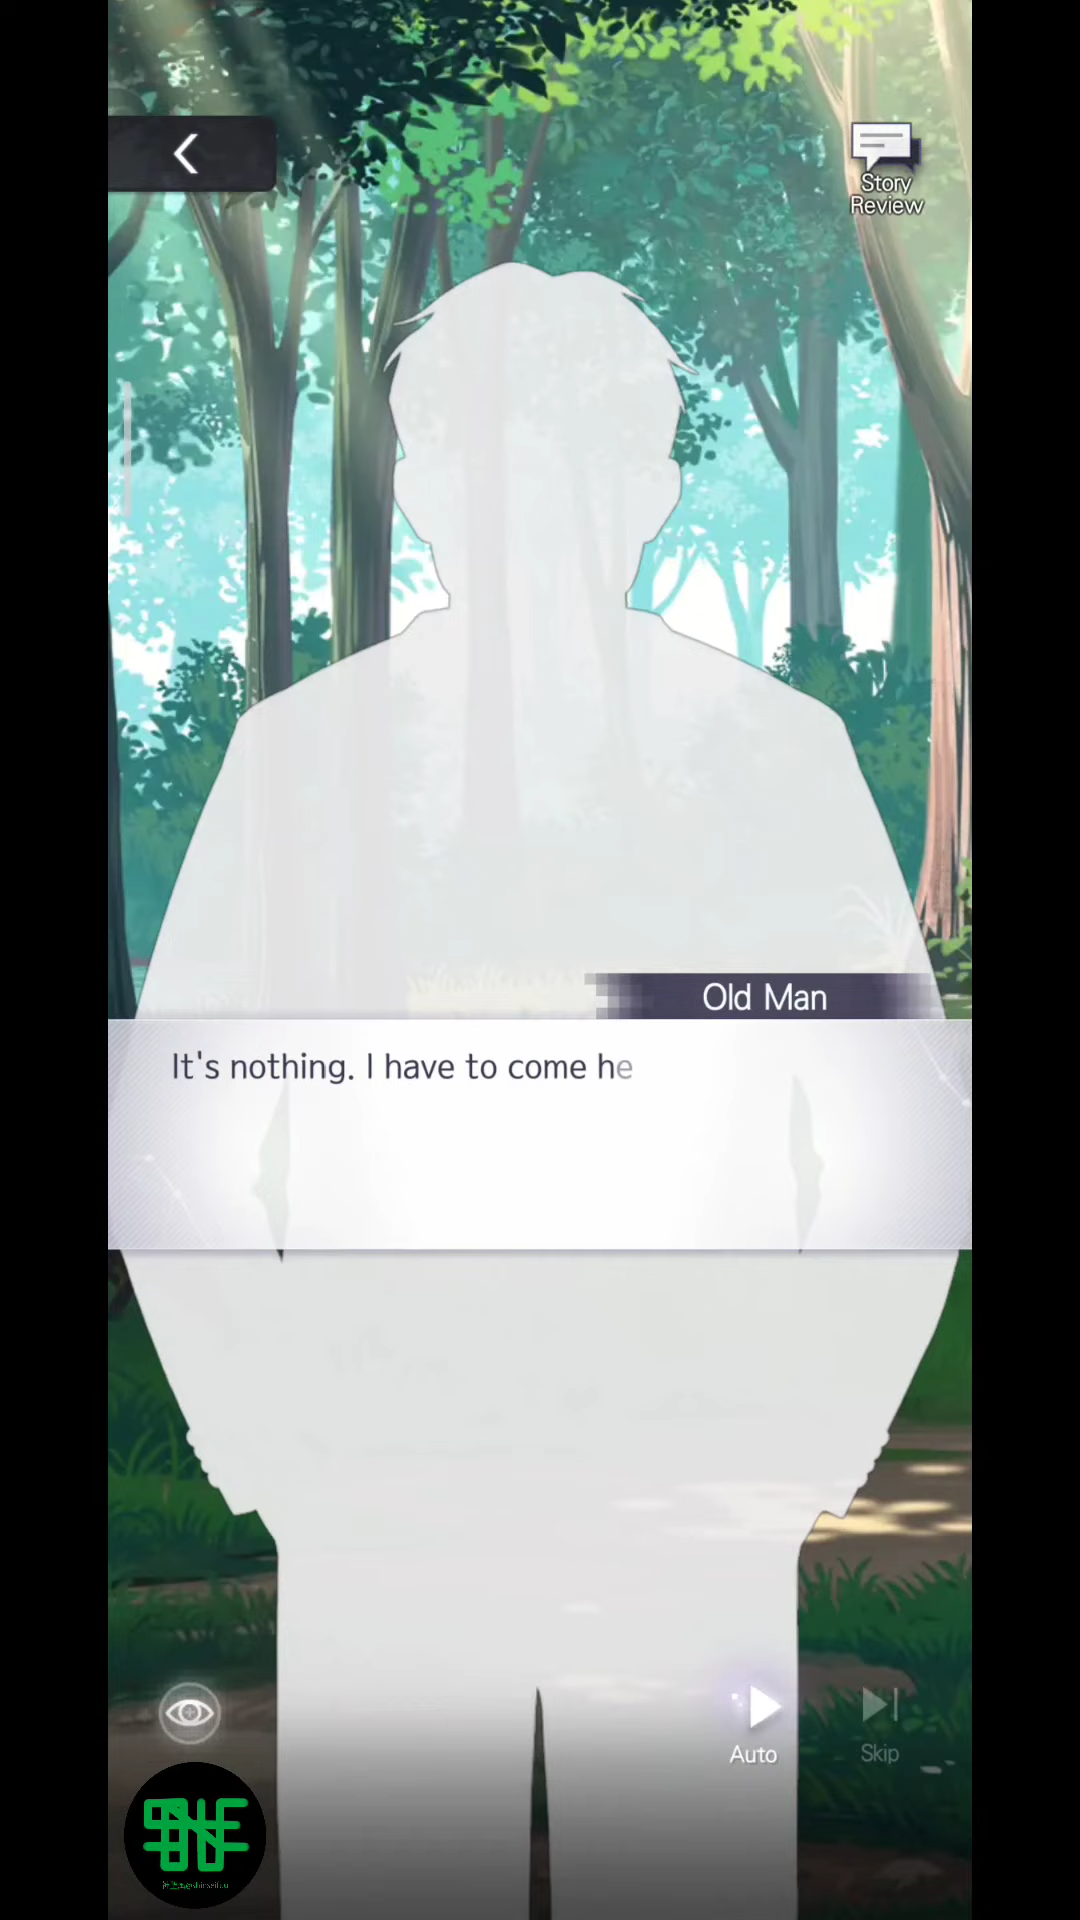 Story
Review
Old Man
It's nothing. I have to come he
Auto
Skip